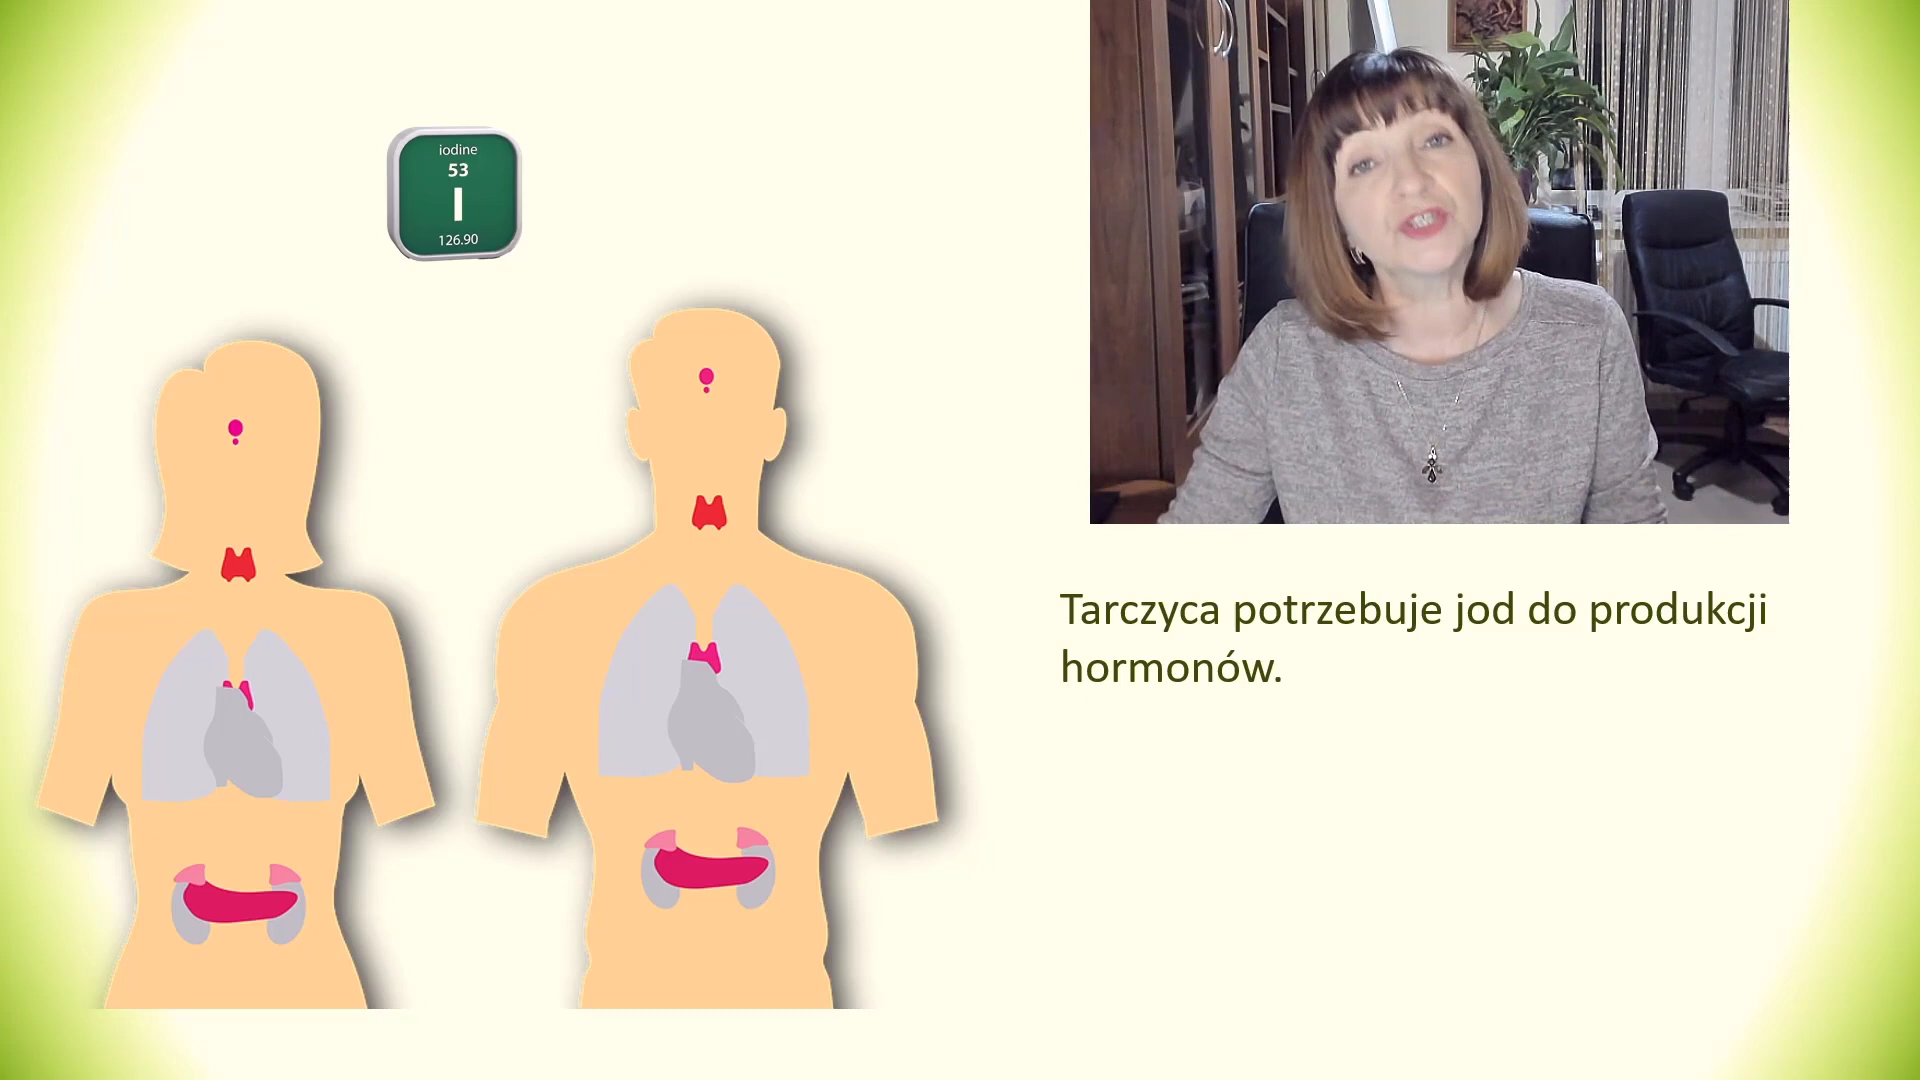 iodine
53
I
126.90
Tarczyca potrzebuje jod do produkcji
hormonów.